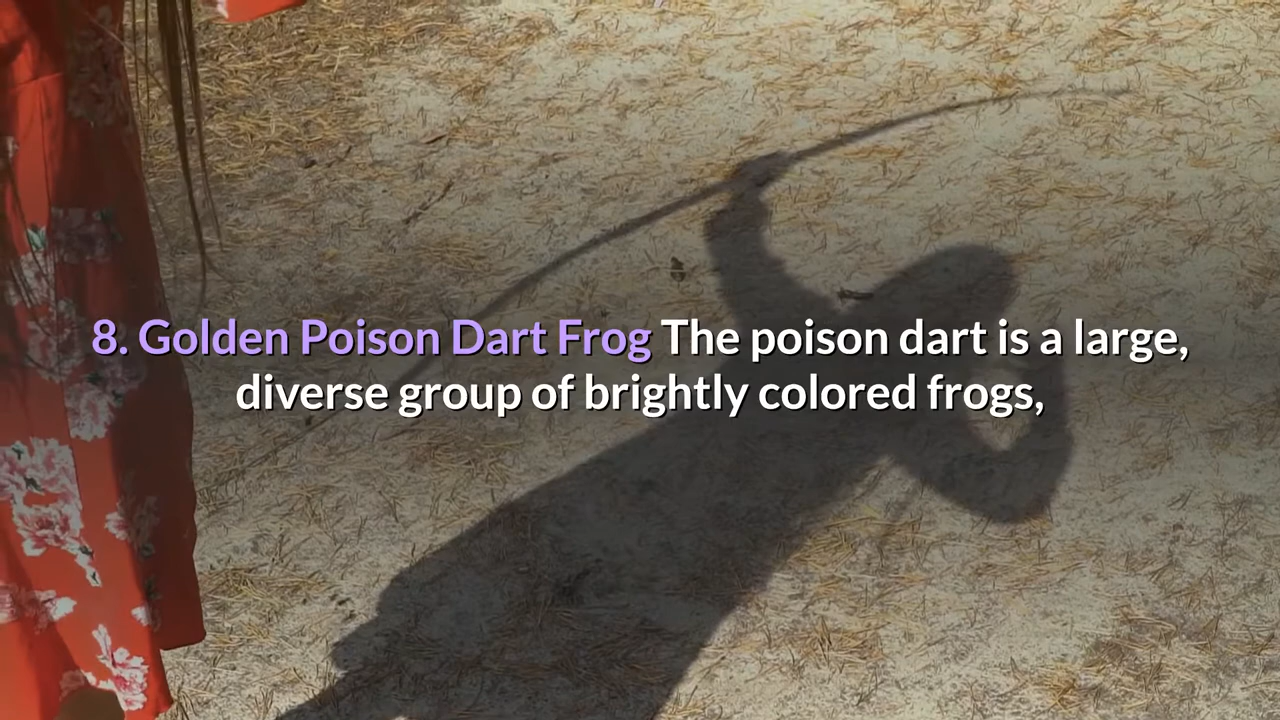 8. Golden Poison Dart Frog The poison dart is a large,
diverse group of brightly colored frogs,